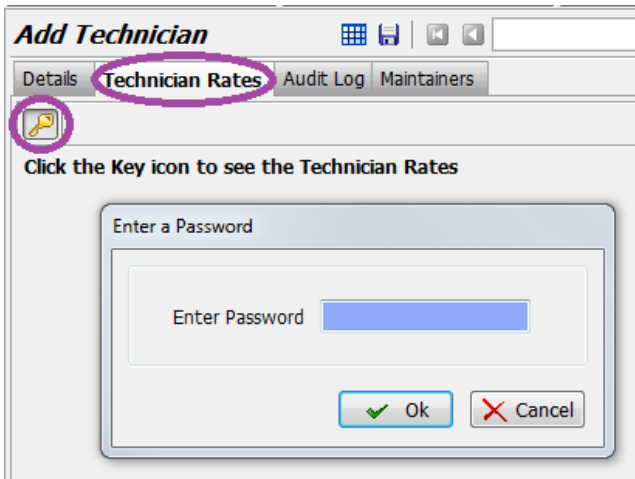 Add Technician
Details Technician Rates Audit Log Maintainers
Click the Key icon to see the Technician Rates
Enter a Password
Enter Password
Ok Cancel